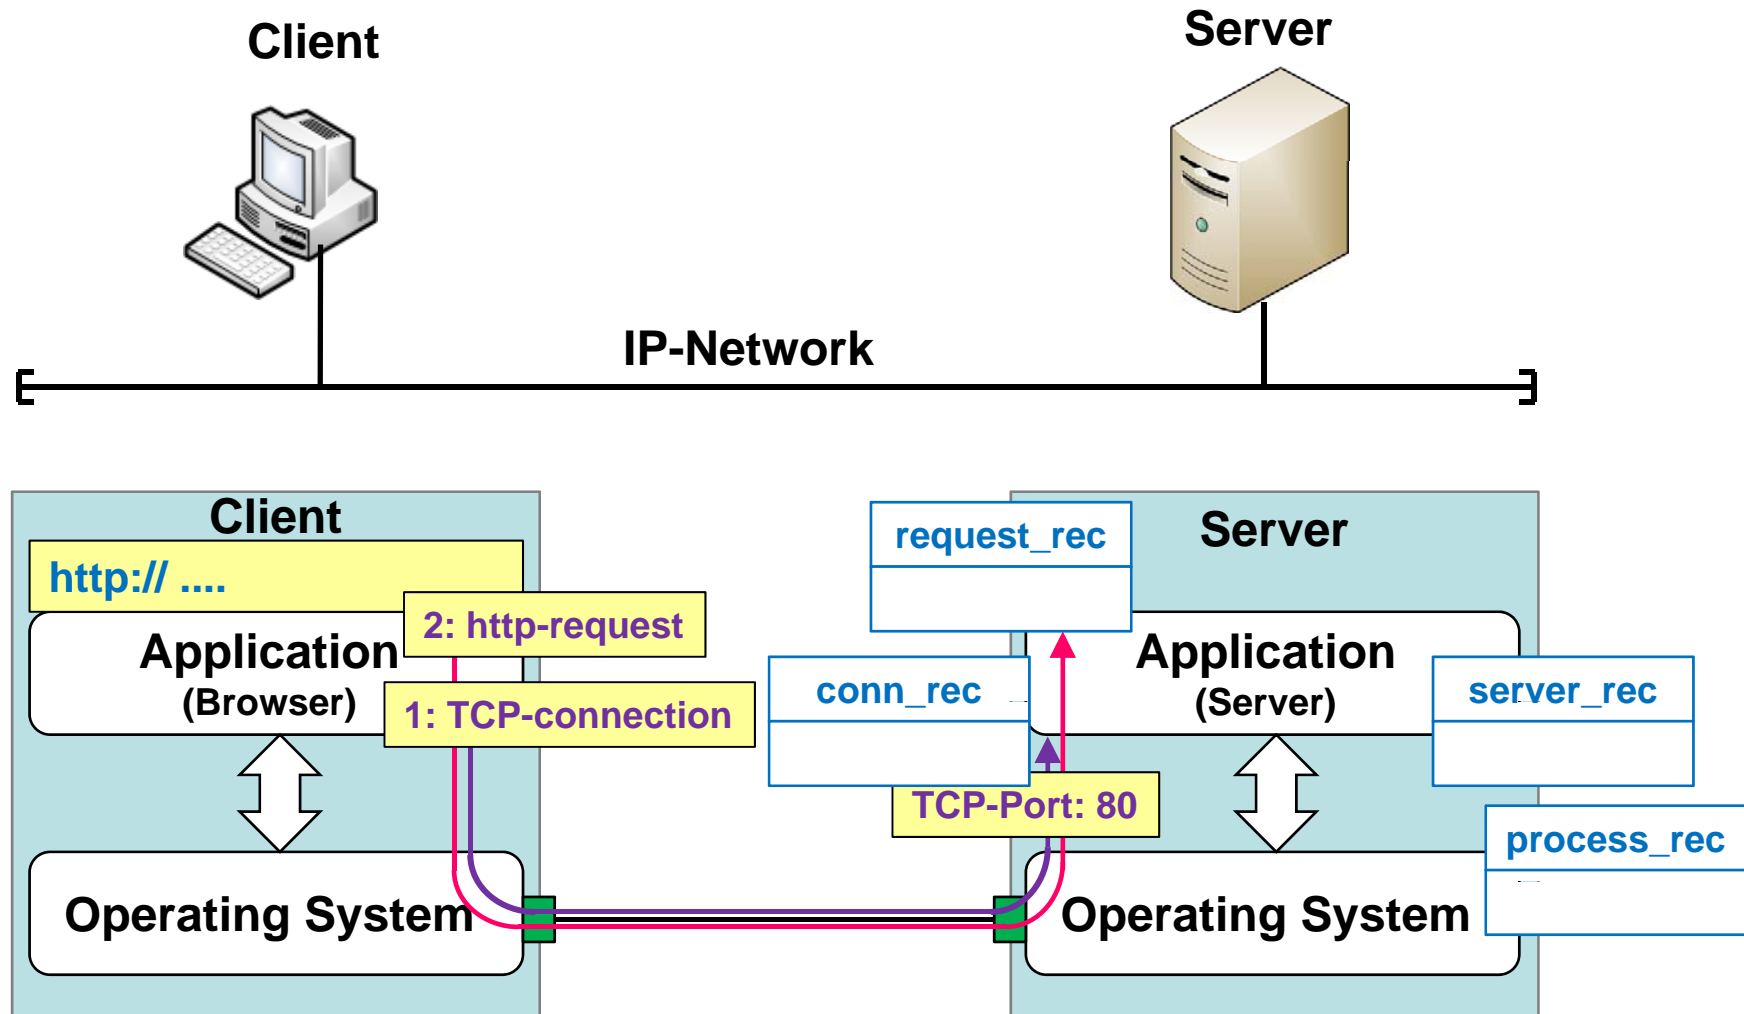 Client
Server
IP-Network
Client
http:// ....
2: http-request
Application
(Browser)
1: TCP-connection
Operating System
request_rec
Server
Application
(Server)
conn_rec
server_rec
TCP-Port: 80
process_rec
Operating System